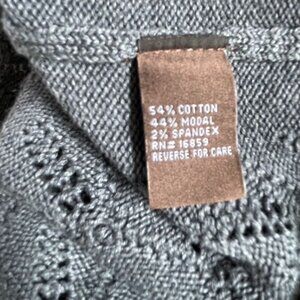 54% COTTON
44% MODAL
2% SPANDEX
RN# 16859
REVERSE FOR CARE